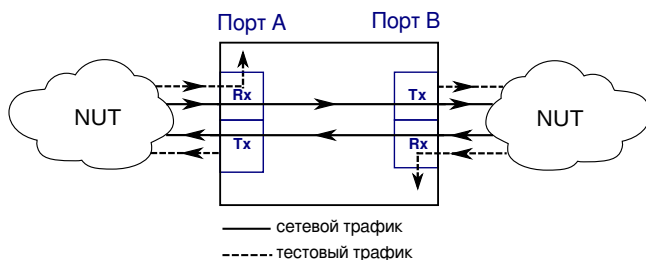 Порт A Порт B
Rx Tx
NUT NUT
Tx Rx
сетевой трафик
тестовый трафик